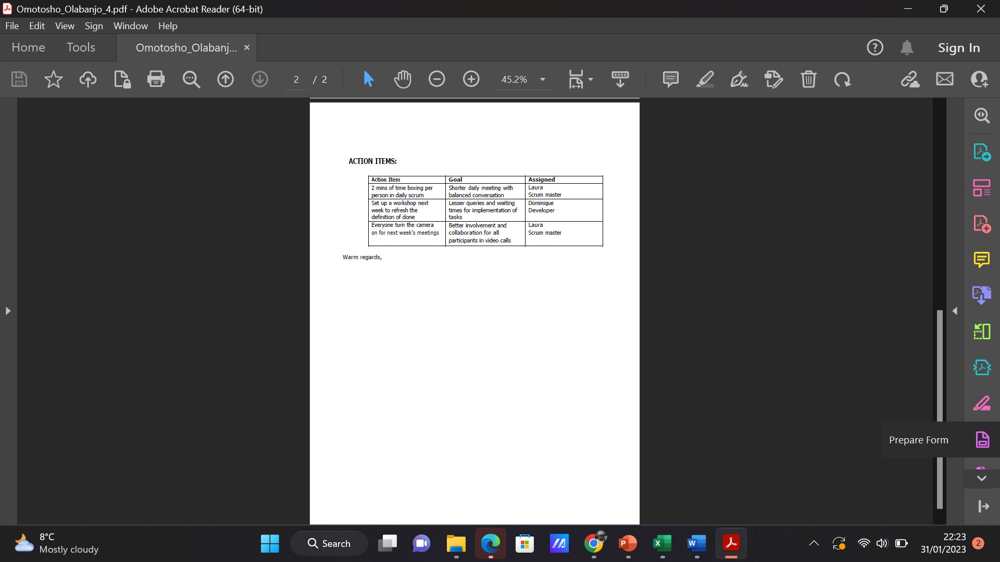 Omotosho_Olabanjo_4.pdf - Adobe Acrobat Reader (64-bit)
File Edit View Sign Window Help
Home Tools Omotosho_Olabanj... × ? Sign In
2 / 2 45.2%
ACTION ITEMS:
Action Item Goal Assigned
2 mins of time boxing per Shorter daily meeting with Laura
person in daily scrum balanced conversation Scrum master
Set up a workshop next Lesser queries and waiting Dominique
week to refresh the times for implementation of Developer
definition of done tasks
Everyone turn the camera Better involvement and Laura
on for next week's meetings collaboration for all Scrum master
participants in video calls
Warm regards,
Prepare Form
8°C
Mostly cloudy
Search
P X W
22:23
31/01/2023 2